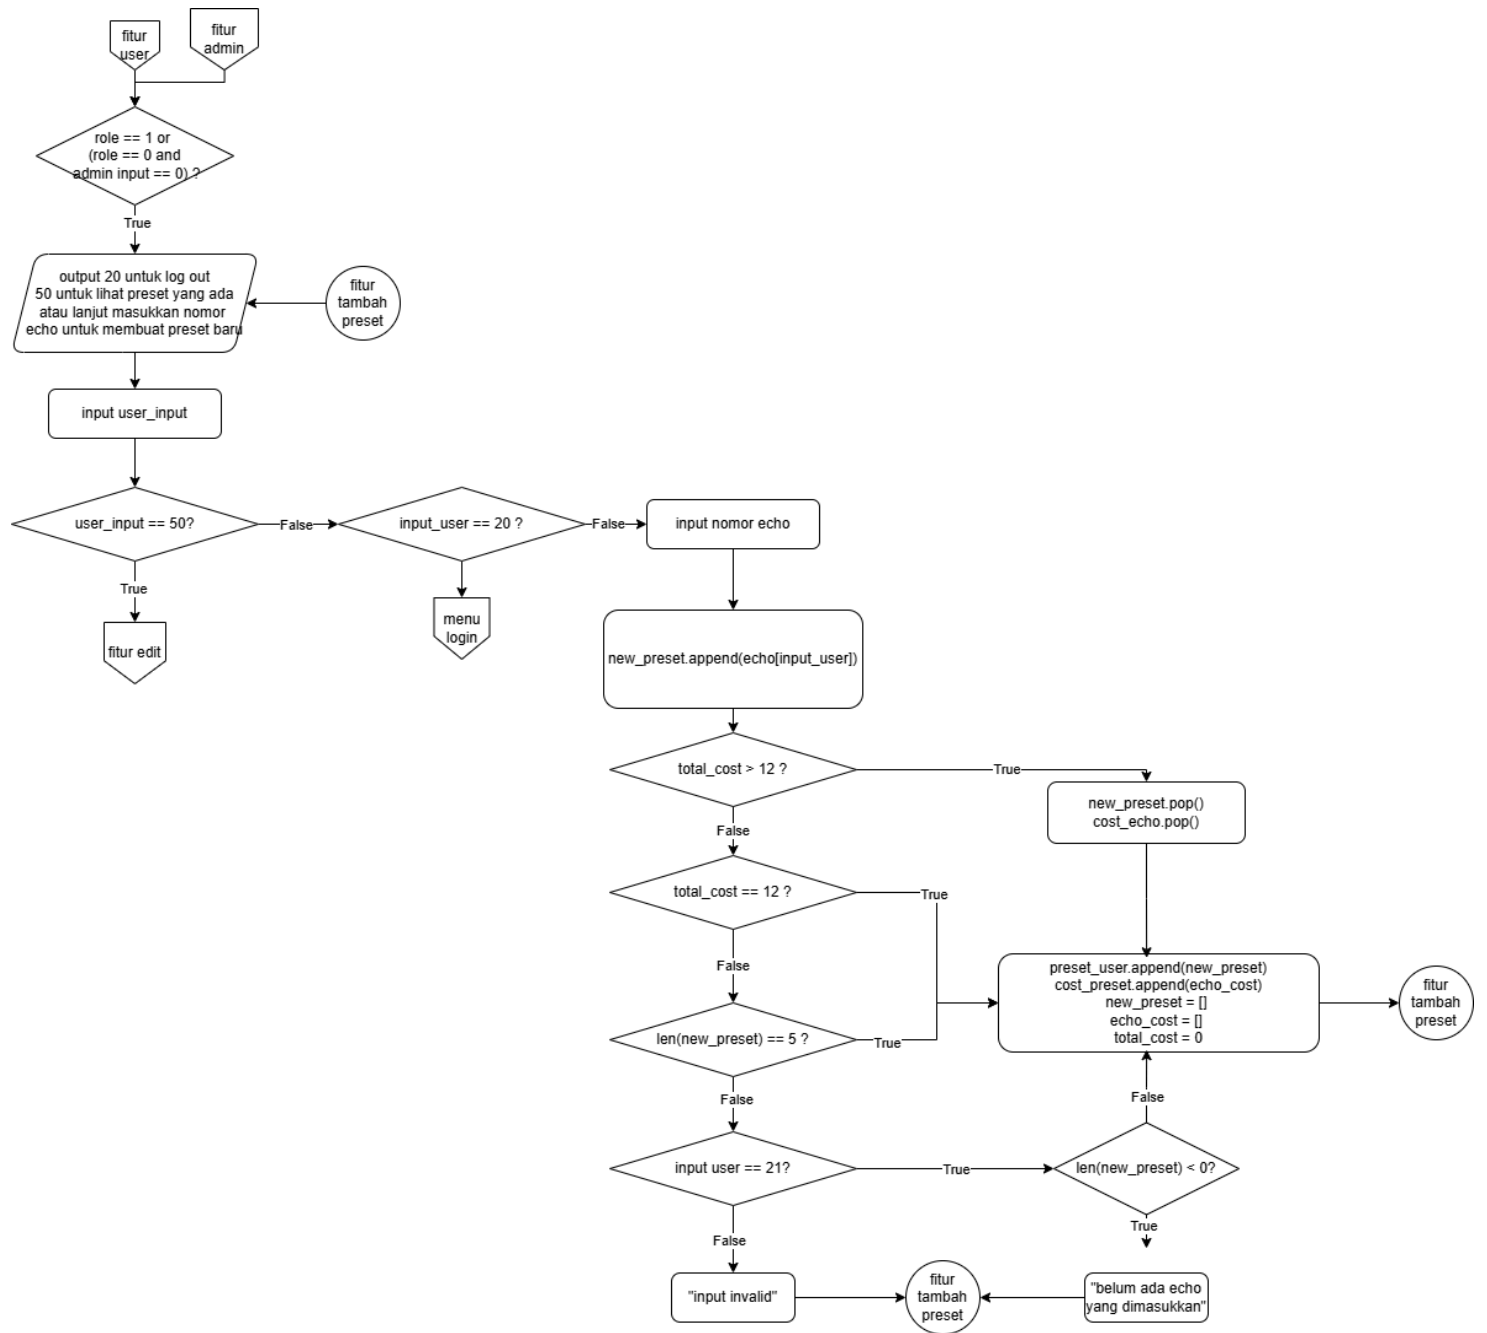 fitur
user
fitur
admin
role == 1 or
(role == 0 and
admin input == 0) ?
True
output 20 untuk log out
50 untuk lihat preset yang ada
atau lanjut masukkan nomor
echo untuk membuat preset baru
fitur
tambah
preset
input user_input
user_input == 50?
False
input_user == 20 ?
False
input nomor echo
True
fitur edit
menu
login
new_preset.append(echo[input_user])
total_cost > 12 ?
True
new_preset.pop()
cost_echo.pop()
False
total_cost == 12 ?
True
False
preset_user.append(new_preset)
cost_preset.append(echo_cost)
new_preset = []
echo_cost = []
total_cost = 0
fitur
tambah
preset
len(new_preset) == 5 ?
True
False
False
input user == 21?
True
len(new_preset) < 0?
True
False
"input invalid"
fitur
tambah
preset
"belum ada echo
yang dimasukkan"